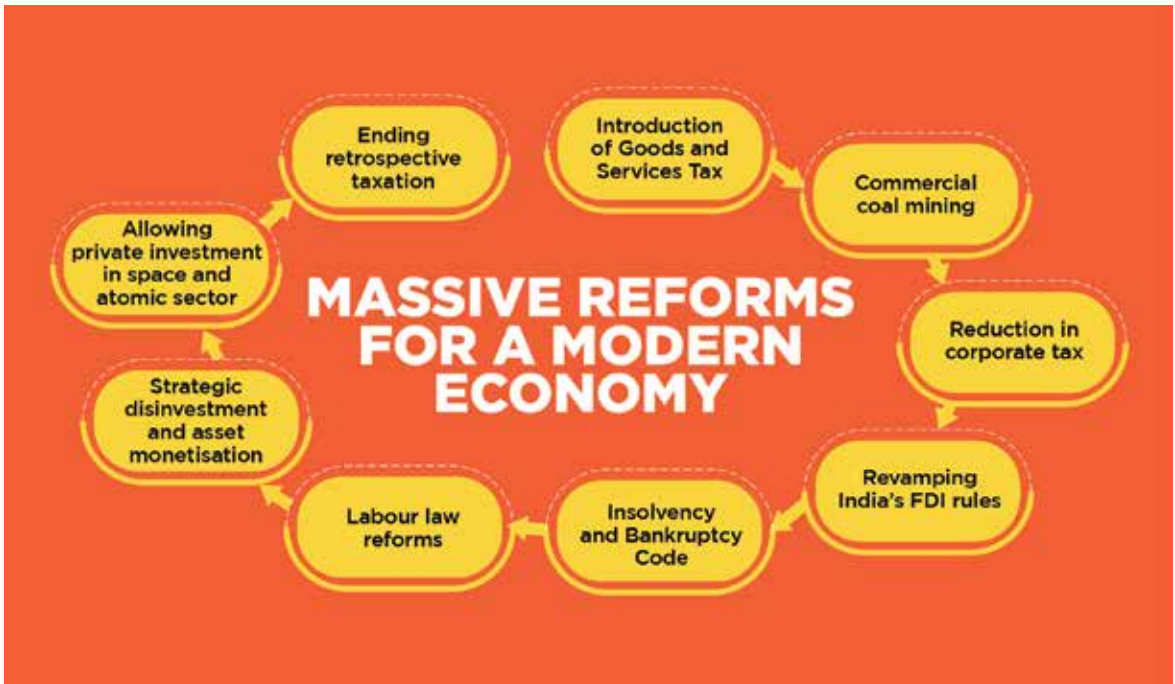 MASSIVE REFORMS
FOR A MODERN
ECONOMY
Introduction
of Goods and
Services Tax
Commercial
coal mining
Reduction in
corporate tax
Revamping
India's FDI rules
Insolvency
and Bankruptcy
Code
Labour law
reforms
Strategic
disinvestment
and asset
monetisation
Allowing
private investment
in space and
atomic sector
Ending
retrospective
taxation